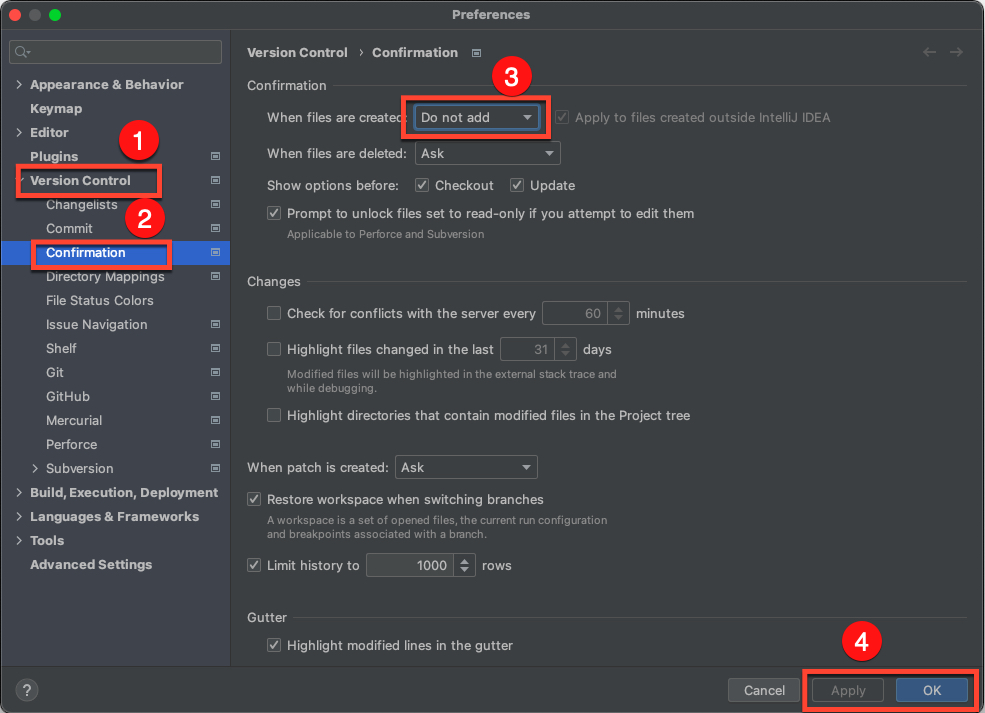 Preferences
Appearance & Behavior
Keymap
Editor
Plugins
1
Version Control
Changelists
2
Commit
Confirmation
Directory Mappings
File Status Colors
Issue Navigation
Shelf
Git
GitHub
Mercurial
Perforce
Subversion
Build, Execution, Deployment
Languages & Frameworks
Tools
Advanced Settings
Version Control › Confirmation
3
Confirmation
When files are created: Do not add Apply to files created outside IntelliJ IDEA
When files are deleted: Ask
Show options before: Checkout Update
Prompt to unlock files set to read-only if you attempt to edit them
Applicable to Perforce and Subversion
Changes
Check for conflicts with the server every 60 minutes
Highlight files changed in the last 31 days
Modified files will be highlighted in the external stack trace and
while debugging.
Highlight directories that contain modified files in the Project tree
When patch is created: Ask
Restore workspace when switching branches
A workspace is a set of opened files, the current run configuration
and breakpoints associated with a branch.
Limit history to 1000 rows
Gutter
Highlight modified lines in the gutter
4
? Cancel Apply OK